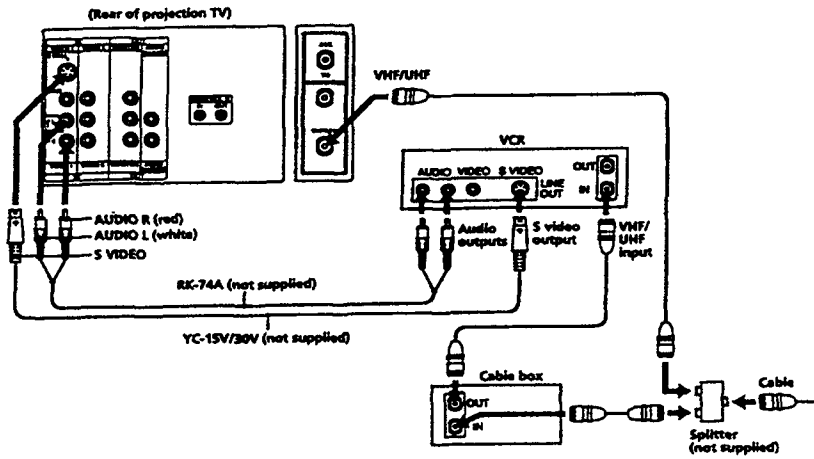 (Rear of projection TV)
VHF/UHF
VCR
AUDIO VIDEO S VIDEO
LINE OUT
OUT
IN
AUDIO R (red)
AUDIO L (white)
S VIDEO
Audio outputs
S video output
VHF/
UHF
input
RK-74A (not supplied)
YC-15V/30V (not supplied)
Cable box
OUT
IN
Cable
Splitter
(not supplied)